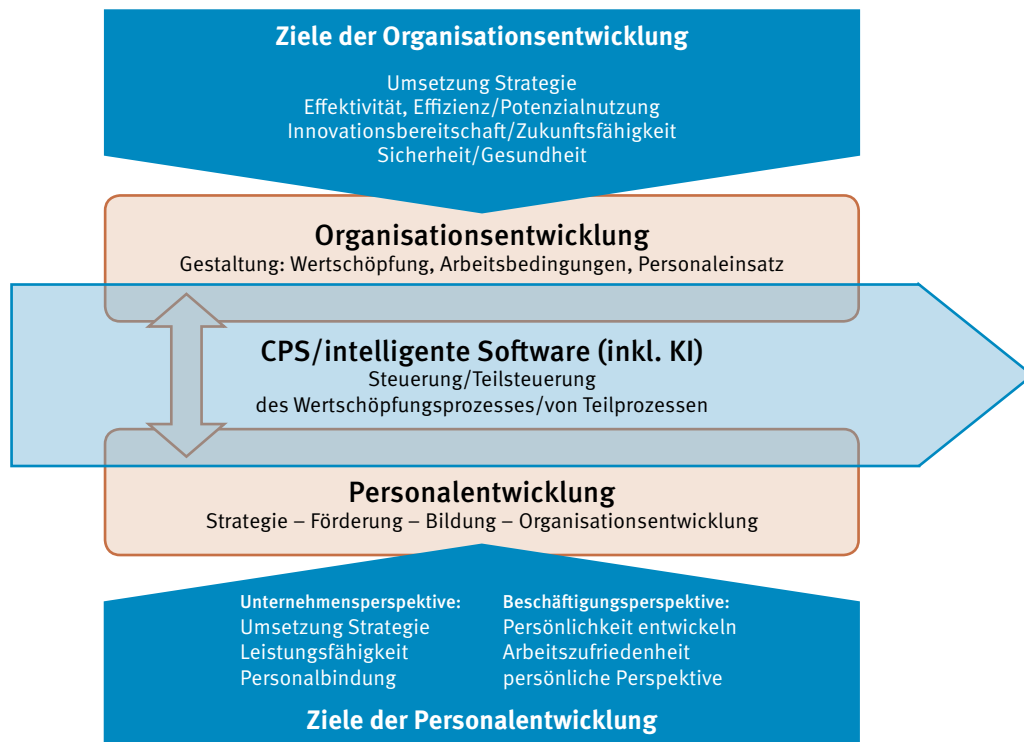 Ziele der Organisationsentwicklung
Umsetzung Strategie
Effektivität, Effizienz/Potenzialnutzung
Innovationsbereitschaft/Zukunftsfähigkeit
Sicherheit/Gesundheit
Organisationsentwicklung
Gestaltung: Wertschöpfung, Arbeitsbedingungen, Personaleinsatz
CPS/intelligente Software (inkl. KI)
Steuerung/Teilsteuerung
des Wertschöpfungsprozesses/von Teilprozessen
Personalentwicklung
Strategie – Förderung – Bildung – Organisationsentwicklung
Unternehmensperspektive:
Umsetzung Strategie
Leistungsfähigkeit
Personalbindung
Beschäftigungsperspektive:
Persönlichkeit entwickeln
Arbeitszufriedenheit
persönliche Perspektive
Ziele der Personalentwicklung